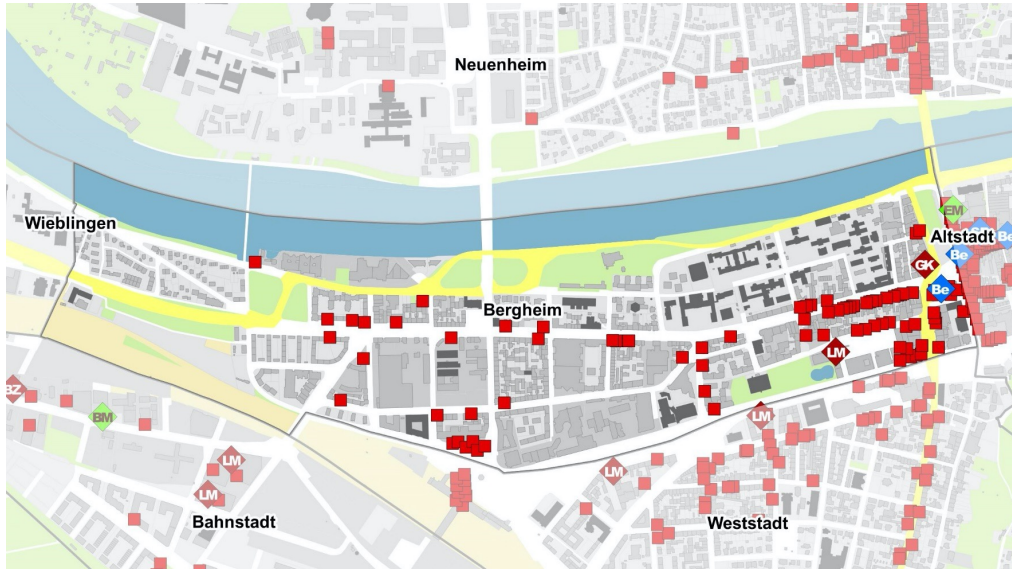 Neuenheim
Wieblingen
EM
Be
Altstadt
Be
GK
Be
Bergheim
LM
BZ
BM
LM
LM
LM
LM
Bahnstadt
Weststadt